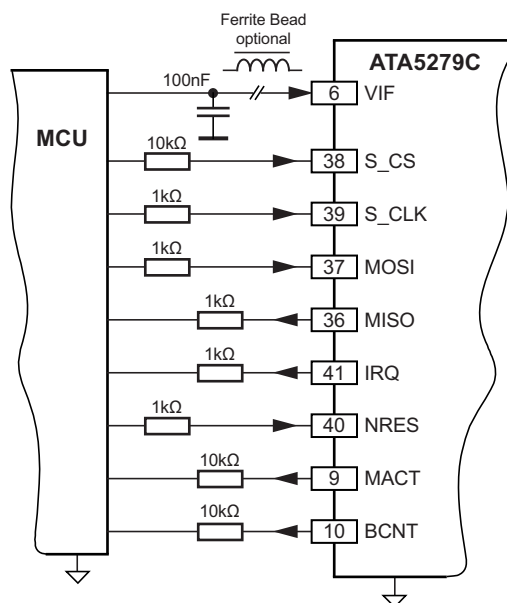 Ferrite Bead
optional
ATA5279C
100nF
6
VIF
MCU
10kΩ
38
S_CS
1kΩ
39
S_CLK
1kΩ
37
MOSI
1kΩ
36
MISO
1kΩ
41
IRQ
1kΩ
40
NRES
10kΩ
9
MACT
10kΩ
10
BCNT